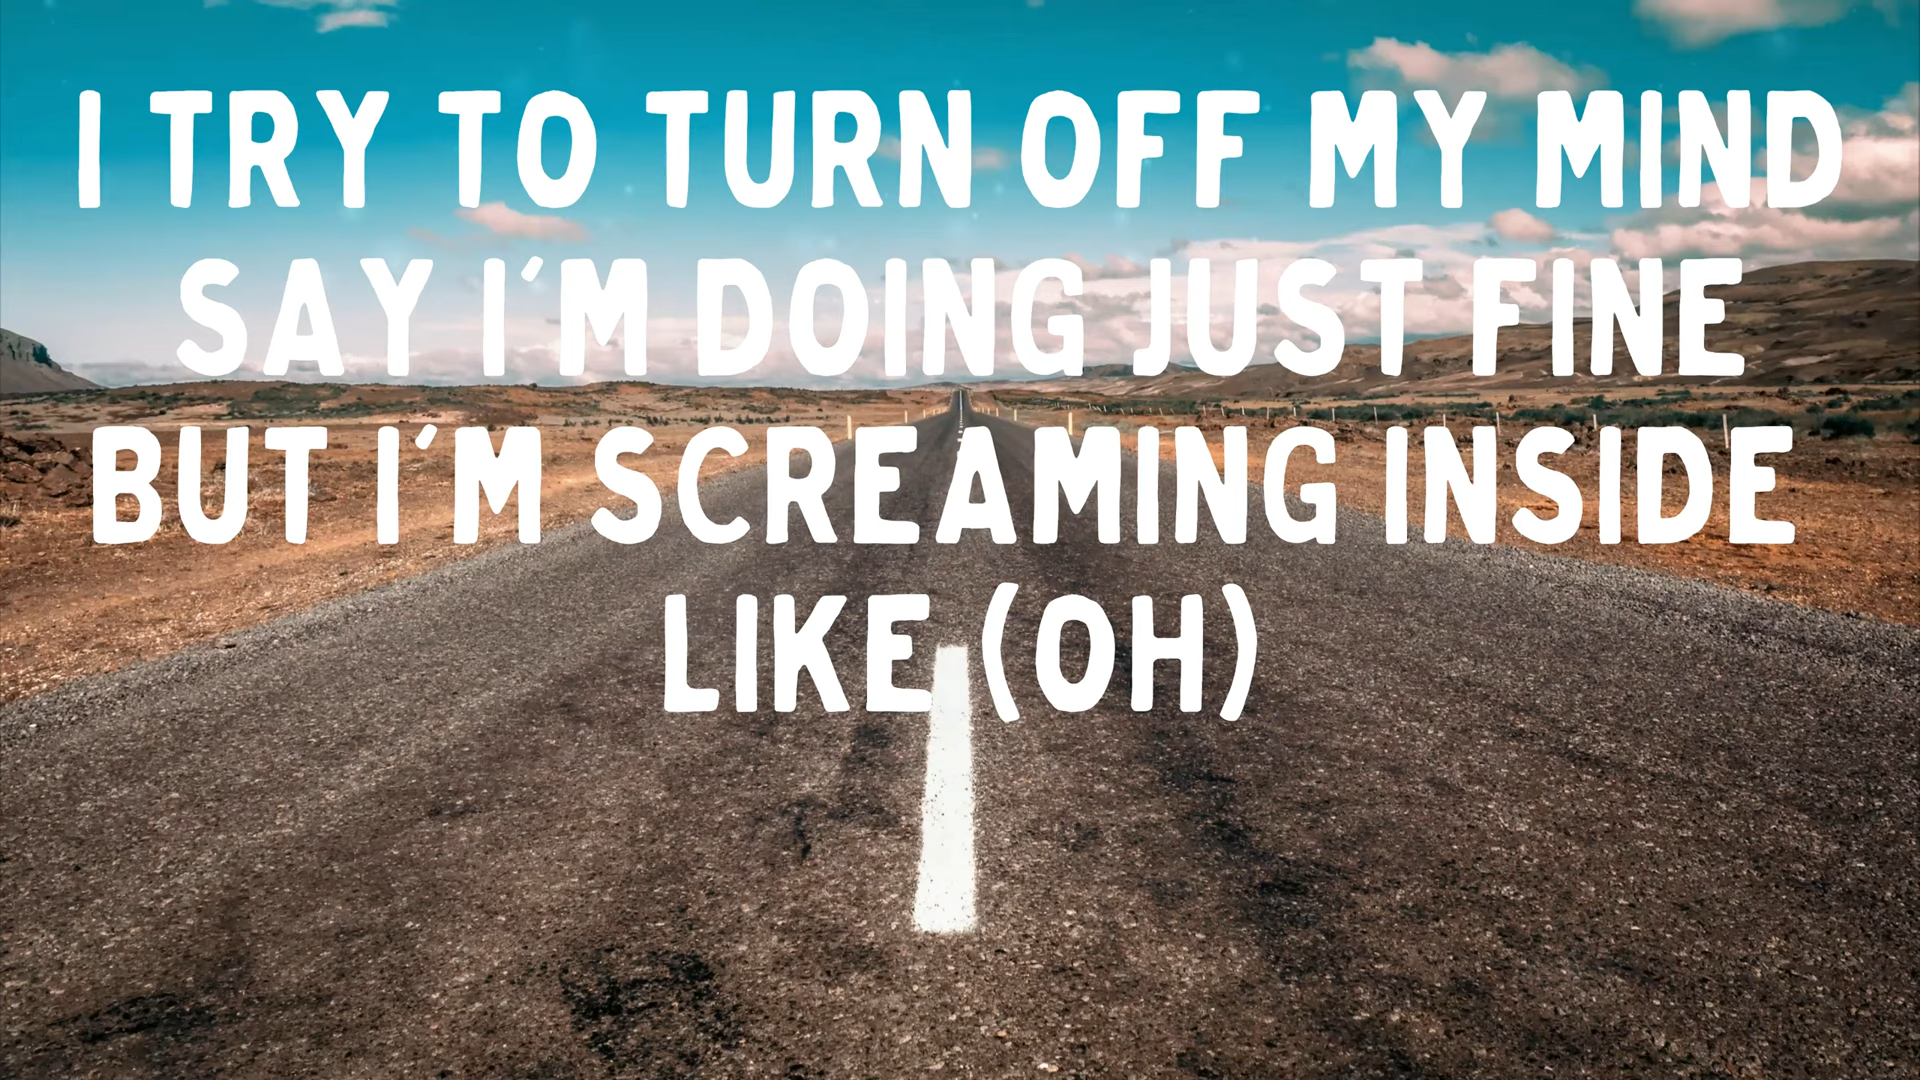 I TRY TO TURN OFF MY MIND
SAY I'M DOING JUST FINE
BUT I'M SCREAMING INSIDE
LIKE (OH)